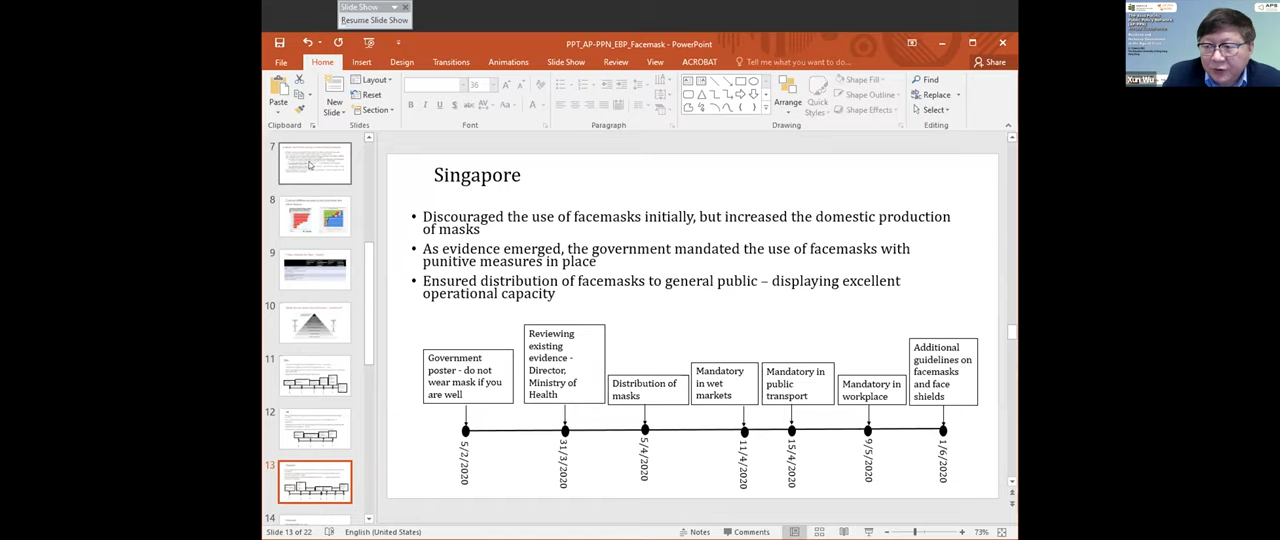 Slide Show
Resume Slide Show
PPT_AP-PPN_EBP_Facemask - PowerPoint
File Home Insert Design Transitions Animations Slide Show Review View ACROBAT Tell me what you want to do... Share
Paste
New
Slide
Layout
Reset
Section
36
B I U S abc AV Aa A
Arrange
Quick
Styles
Shape Fill
Shape Outline
Shape Effects
Find
Replace
Select
Clipboard Slides Font Paragraph Drawing Editing
7
8
9
10
11
12
13
14
Singapore
• Discouraged the use of facemasks initially, but increased the domestic production
of masks
• As evidence emerged, the government mandated the use of facemasks with
punitive measures in place
• Ensured distribution of facemasks to general public – displaying excellent
operational capacity
Government
poster - do not
wear mask if you
are well
Reviewing
existing
evidence -
Director,
Ministry of
Health
Distribution of
masks
Mandatory
in wet
markets
Mandatory in
public
transport
Mandatory in
workplace
Additional
guidelines on
facemasks
and face
shields
5/2/2020
31/3/2020
5/4/2020
11/4/2020
15/4/2020
9/5/2020
1/6/2020
Slide 13 of 22 English (United States) Notes Comments 73%
APS
Xun Wu